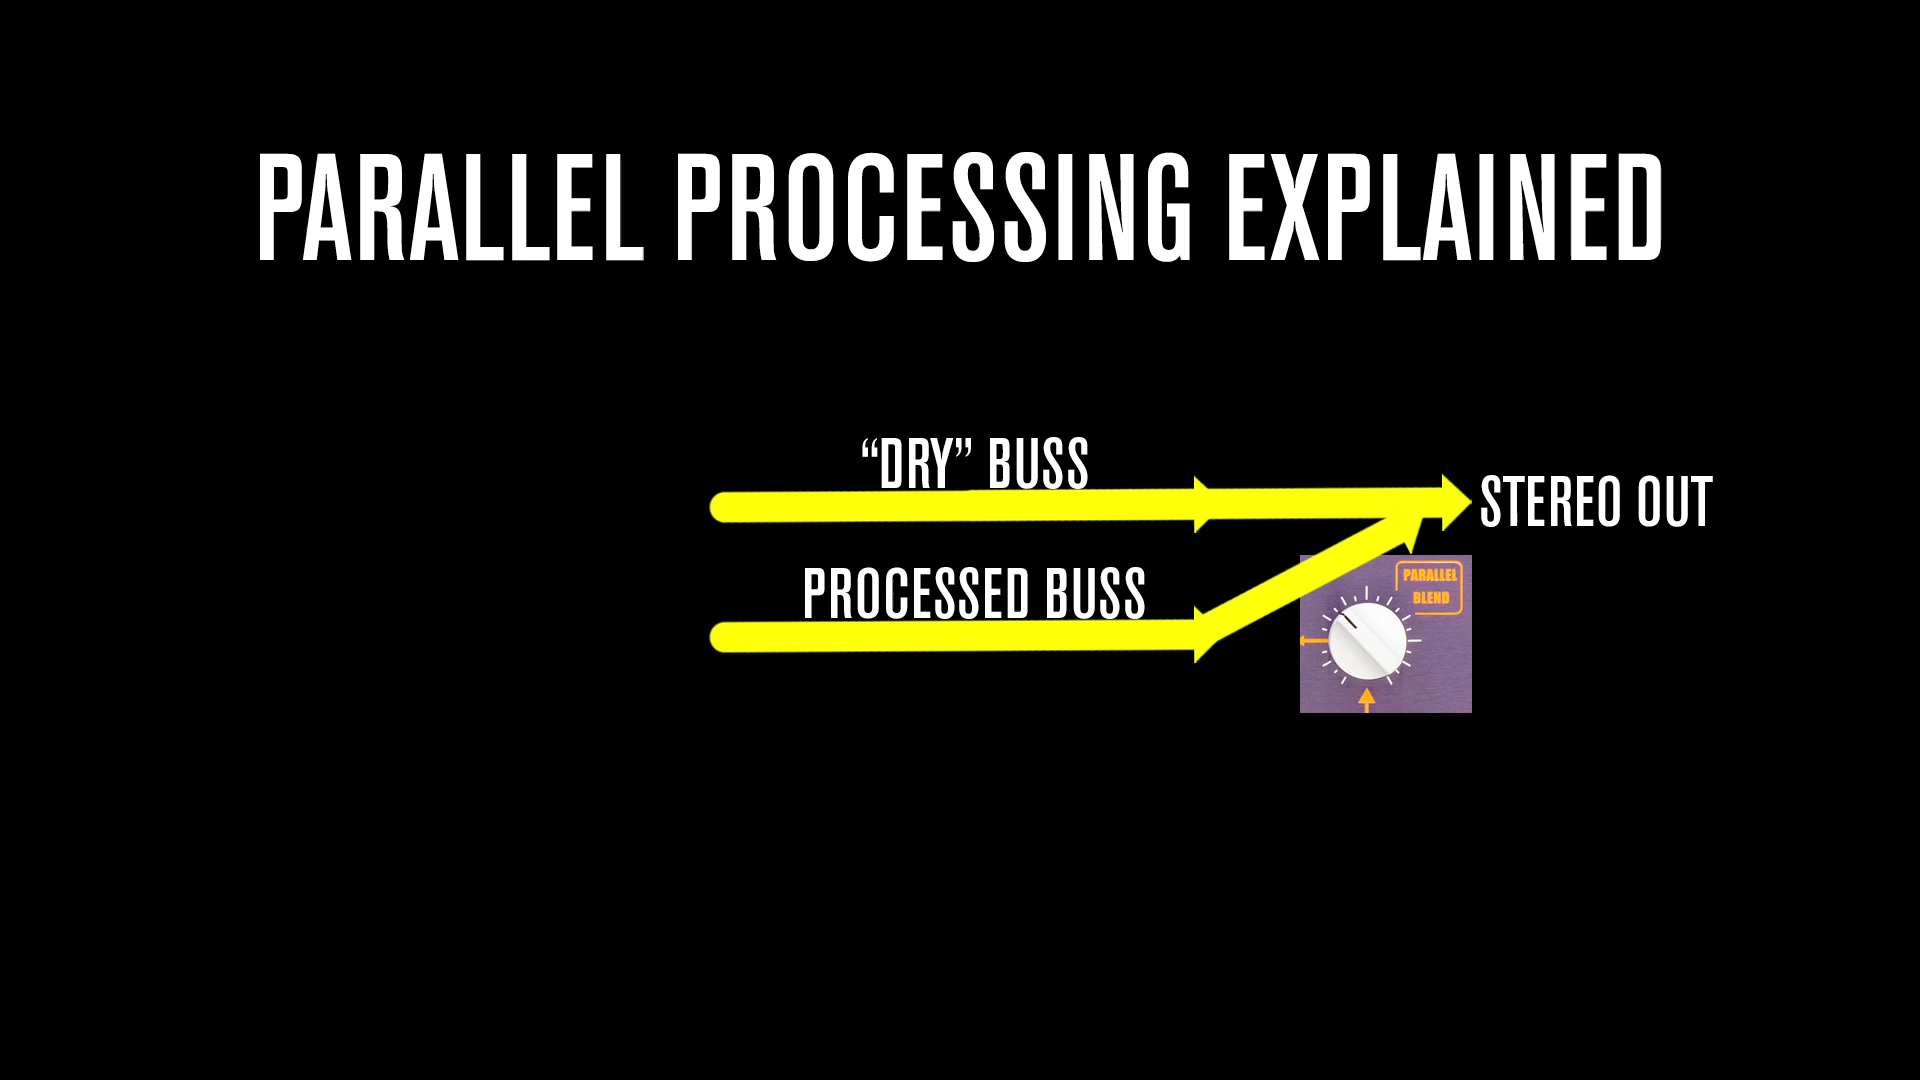 PARALLEL PROCESSING EXPLAINED
“DRY” BUSS
STEREO OUT
PROCESSED BUSS
PARALLEL
BLEND